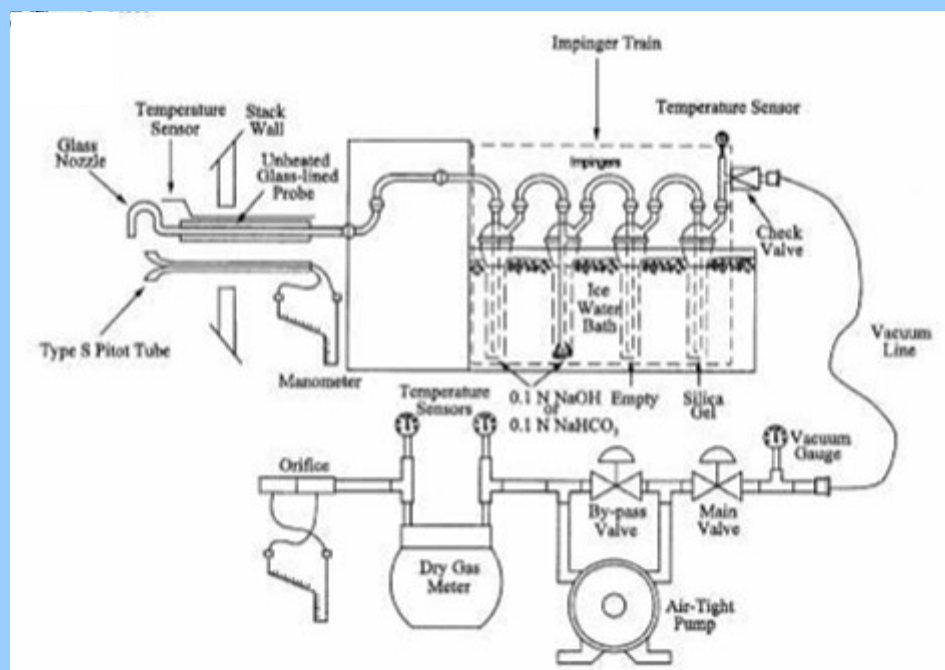 Impinger Train
Temperature Sensor
Temperature
Sensor
Stack
Wall
Glass
Nozzle
Unheated
Glass-lined
Probe
Impingers
Check
Valve
Ice
Water
Bath
Vacuum
Line
Type S Pitot Tube
Manometer
Temperature
Sensors
0.1 N NaOH
or
0.1 N NaHCO₃
Empty
Silica
Gel
Vacuum
Gauge
Orifice
By-pass
Valve
Main
Valve
Dry Gas
Meter
Air-Tight
Pump